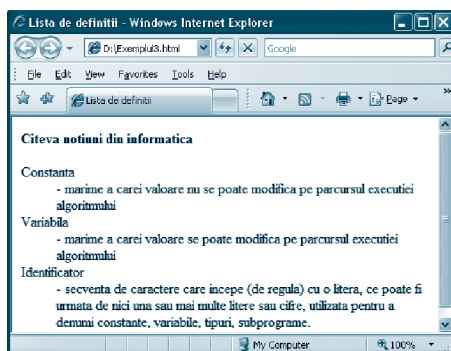 Lista de definitii - Windows Internet Explorer
D:\Exemplul3.html
Google
File Edit View Favorites Tools Help
Lista de definitii
Page
Citeva notiuni din informatica
Constanta
- marime a carei valoare nu se poate modifica pe parcursul executiei
algoritmului
Variabila
- marime a carei valoare se poate modifica pe parcursul executiei
algoritmului
Identificator
- secventa de caractere care incepe (de regula) cu o litera, ce poate fi
urmata de nici una sau mai multe litere sau cifre, utilizata pentru a
denumi constante, variabile, tipuri, subprograme.
My Computer
100%